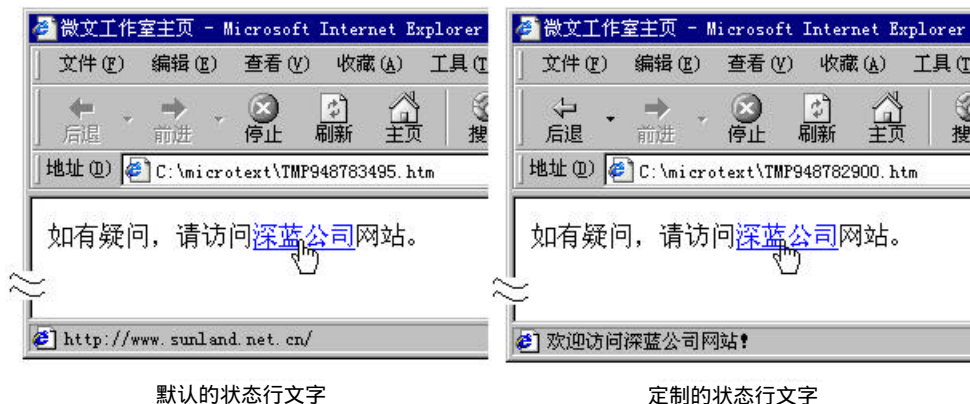 微文工作室主页 - Microsoft Internet Explorer
文件(F) 编辑(E) 查看(V) 收藏(A) 工具(T
后退 前进 停止 刷新 主页 搜
地址(D) C:\microtext\TMP948783495.htm
如有疑问，请访问深蓝公司网站。
http://www.sunland.net.cn/
默认的状态行文字
微文工作室主页 - Microsoft Internet Explorer
文件(F) 编辑(E) 查看(V) 收藏(A) 工具(T
后退 前进 停止 刷新 主页 搜
地址(D) C:\microtext\TMP948782900.htm
如有疑问，请访问深蓝公司网站。
欢迎访问深蓝公司网站!
定制的状态行文字